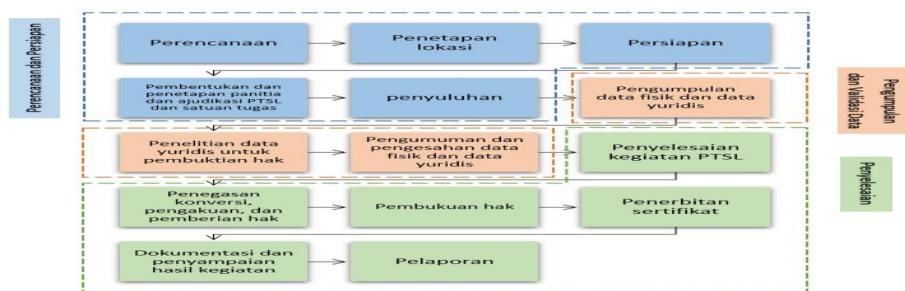 Perencanaan dan Persiapan
Perencanaan
Penetapan
lokasi
Persiapan
Pembentukan dan
penetapan panitia
dan ajudikasi PTSL
dan satuan tugas
penyuluhan
Pengumpulan
data fisik dan data
yuridis
Pengumpulan
dan Validasi Data
Penelitian data
yuridis untuk
pembuktian hak
Pengumuman dan
pengesahan data
fisik dan data
yuridis
Penyelesaian
kegiatan PTSL
Penyelesaian
Penegasan
konversi,
pengakuan, dan
pemberian hak
Pembukuan hak
Penerbitan
sertifikat
Dokumentasi dan
penyampaian
hasil kegiatan
Pelaporan